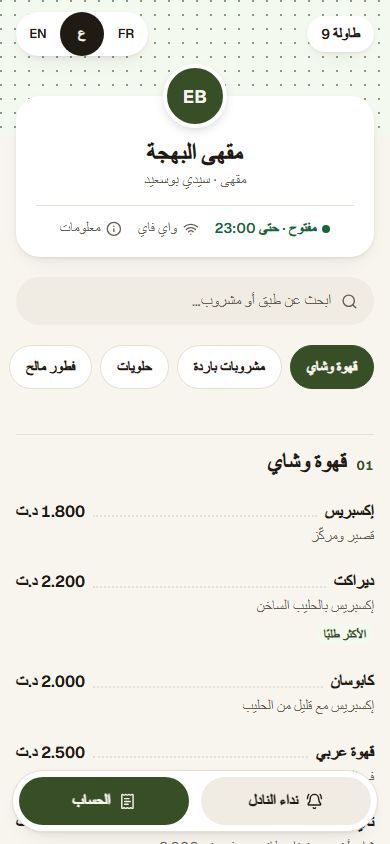 طاولة 9
FR ع EN
EB
مقهى البهجة
مقهى · سيدي بوسعيد
مفتوح · حتى 23:00 واي فاي معلومات
ابحث عن طبق أو مشروب...
قهوة وشاي مشروبات باردة حلويات فطور مالح
01 قهوة وشاي
إكسبريس 1.800 د.ت
قصير ومركّز
ديراكت 2.200 د.ت
إكسبريس بالحليب الساخن
الأكثر طلبًا
كابوسان 2.000 د.ت
إكسبريس مع قليل من الحليب
قهوة عربي 2.500 د.ت
نداء النادل الحساب